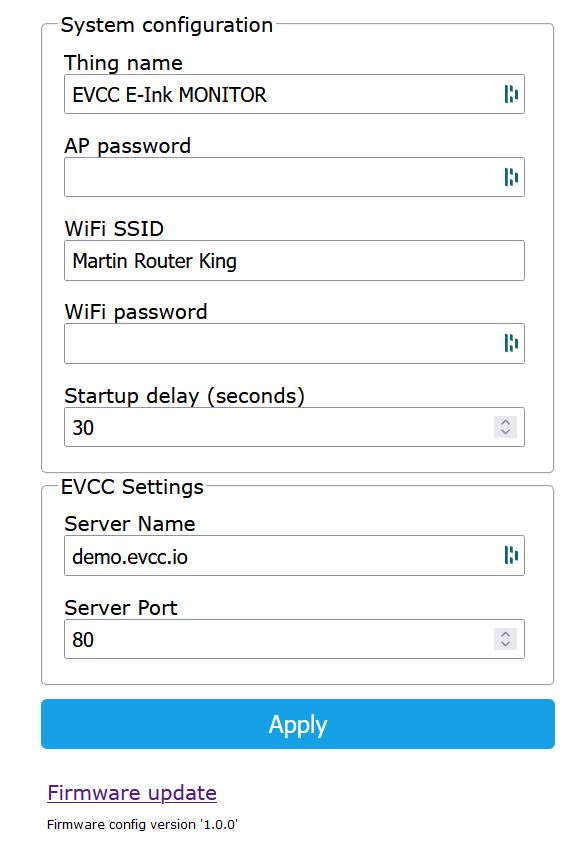 System configuration
Thing name
EVCC E-Ink MONITOR
AP password
WiFi SSID
Martin Router King
WiFi password
Startup delay (seconds)
30
EVCC Settings
Server Name
demo.evcc.io
Server Port
80
Apply
Firmware update
Firmware config version '1.0.0'